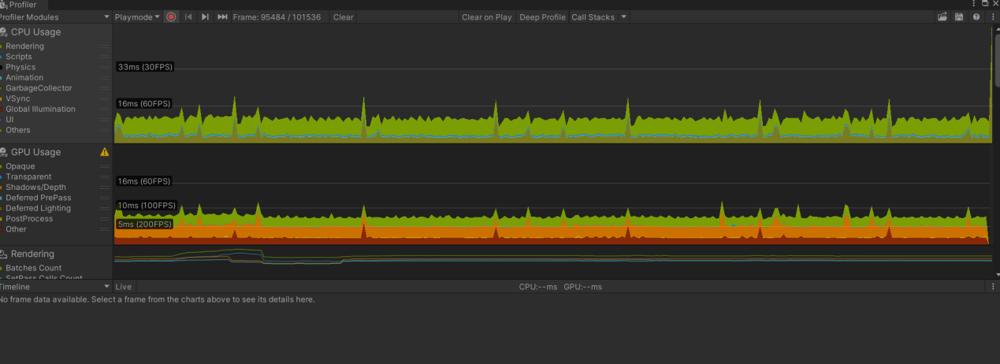 Profiler
Profiler Modules
Playmode
Frame: 95484 / 101536
Clear
Clear on Play
Deep Profile
Call Stacks
CPU Usage
Rendering
Scripts
Physics
Animation
GarbageCollector
VSync
Global Illumination
UI
Others
33ms (30FPS)
16ms (60FPS)
GPU Usage
Opaque
Transparent
Shadows/Depth
Deferred PrePass
Deferred Lighting
PostProcess
Other
16ms (60FPS)
10ms (100FPS)
5ms (200FPS)
Rendering
Batches Count
SetPass Calls Count
Timeline
Live
CPU:--ms GPU:--ms
No frame data available. Select a frame from the charts above to see its details here.